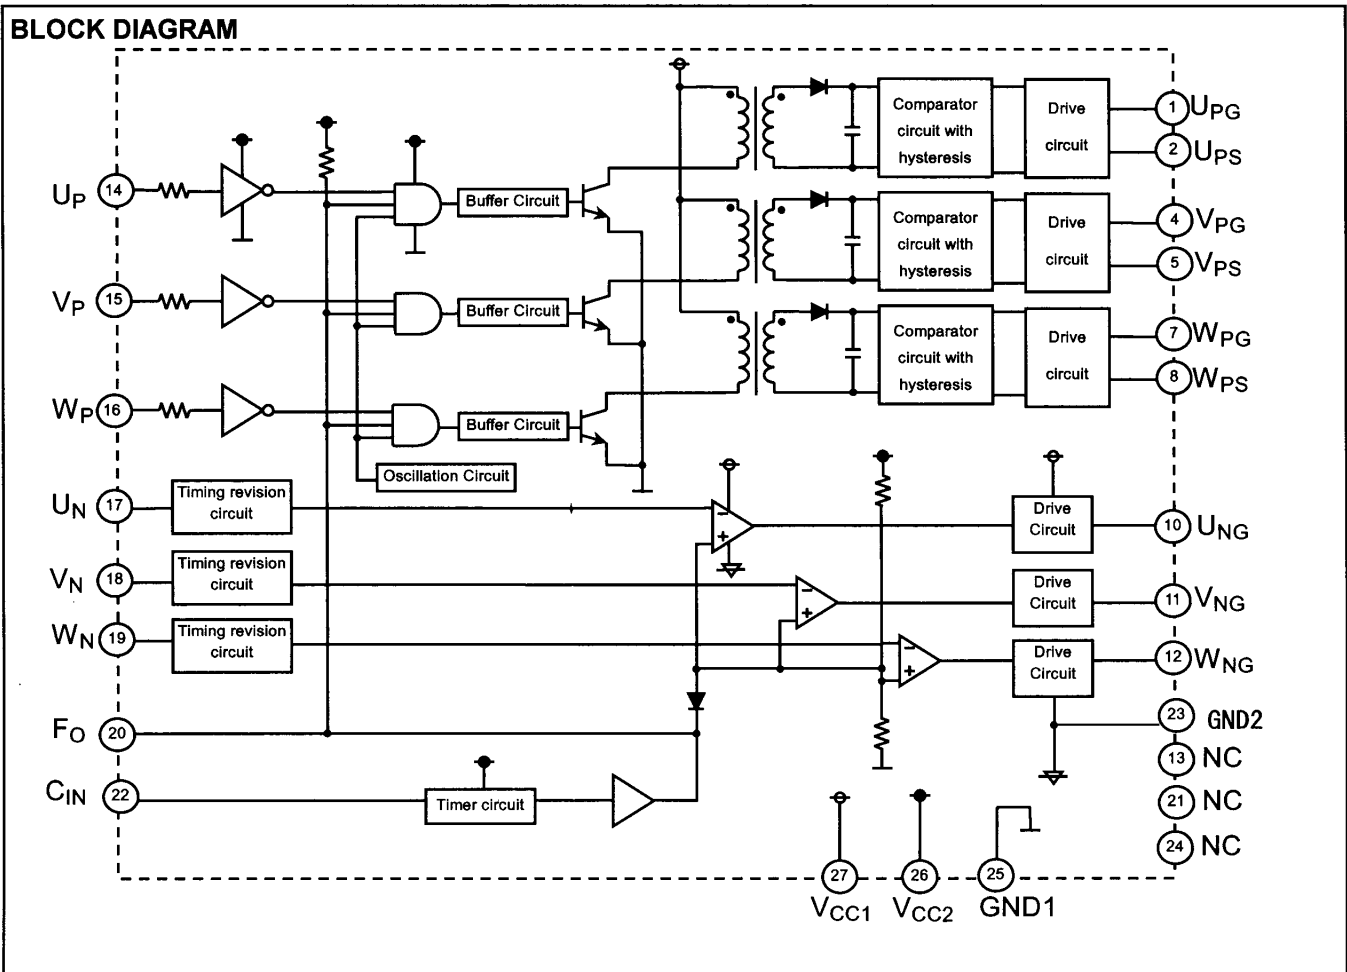 BLOCK DIAGRAM
Comparator
circuit with
hysteresis
Drive
circuit
1 UPG
2 UPS
UP 14
Buffer Circuit
Comparator
circuit with
hysteresis
Drive
circuit
4 VPG
5 VPS
VP 15
Buffer Circuit
Comparator
circuit with
hysteresis
Drive
circuit
7 WPG
8 WPS
WP 16
Buffer Circuit
Oscillation Circuit
UN 17
Timing revision
circuit
Drive
Circuit
10 UNG
VN 18
Timing revision
circuit
Drive
Circuit
11 VNG
WN 19
Timing revision
circuit
Drive
Circuit
12 WNG
FO 20
23 GND2
13 NC
CIN 22
Timer circuit
21 NC
24 NC
27
VCC1
26
VCC2
25
GND1